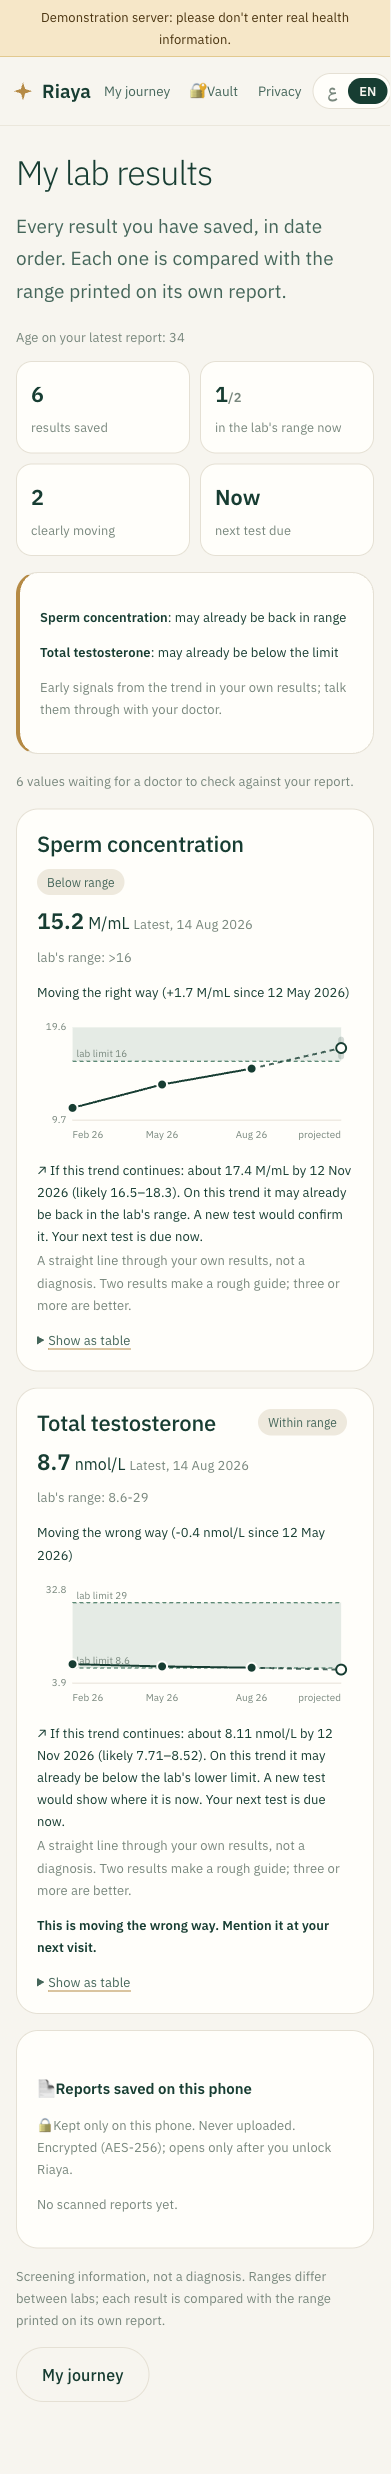 Demonstration server: please don't enter real health
information.
Riaya My journey Vault Privacy ع EN
My lab results
Every result you have saved, in date
order. Each one is compared with the
range printed on its own report.
Age on your latest report: 34
6
results saved
1/2
in the lab's range now
2
clearly moving
Now
next test due
Sperm concentration: may already be back in range
Total testosterone: may already be below the limit
Early signals from the trend in your own results; talk
them through with your doctor.
6 values waiting for a doctor to check against your report.
Sperm concentration
Below range
15.2 M/mL Latest, 14 Aug 2026
lab's range: >16
Moving the right way (+1.7 M/mL since 12 May 2026)
19.6
lab limit 16
9.7
Feb 26 May 26 Aug 26 projected
↗ If this trend continues: about 17.4 M/mL by 12 Nov
2026 (likely 16.5–18.3). On this trend it may already
be back in the lab's range. A new test would confirm
it. Your next test is due now.
A straight line through your own results, not a
diagnosis. Two results make a rough guide; three or
more are better.
Show as table
Total testosterone Within range
8.7 nmol/L Latest, 14 Aug 2026
lab's range: 8.6-29
Moving the wrong way (-0.4 nmol/L since 12 May
2026)
32.8
lab limit 29
lab limit 8.6
3.9
Feb 26 May 26 Aug 26 projected
↗ If this trend continues: about 8.11 nmol/L by 12
Nov 2026 (likely 7.71–8.52). On this trend it may
already be below the lab's lower limit. A new test
would show where it is now. Your next test is due
now.
A straight line through your own results, not a
diagnosis. Two results make a rough guide; three or
more are better.
This is moving the wrong way. Mention it at your
next visit.
Show as table
Reports saved on this phone
Kept only on this phone. Never uploaded.
Encrypted (AES-256); opens only after you unlock
Riaya.
No scanned reports yet.
Screening information, not a diagnosis. Ranges differ
between labs; each result is compared with the range
printed on its own report.
My journey